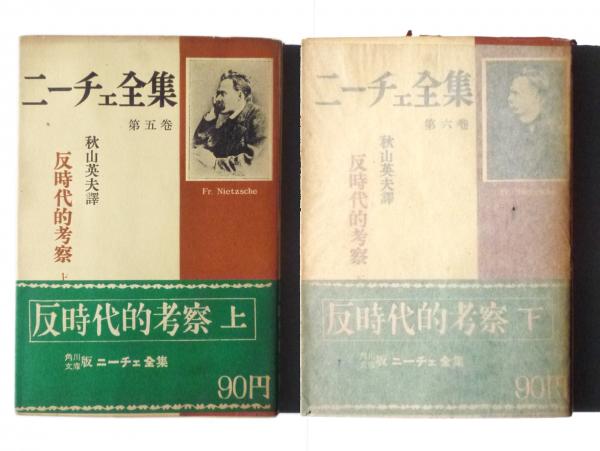 ニーチェ全集
第五巻
秋山英夫譯
反時代的考察
上
Fr. Nietzsche
反時代的考察 上
角川文庫版 ニーチェ全集
90円
ニーチェ全集
第六巻
秋山英夫譯
反時代的考察
Fr. Nietzsche
反時代的考察 下
角川文庫版 ニーチェ全集
90円